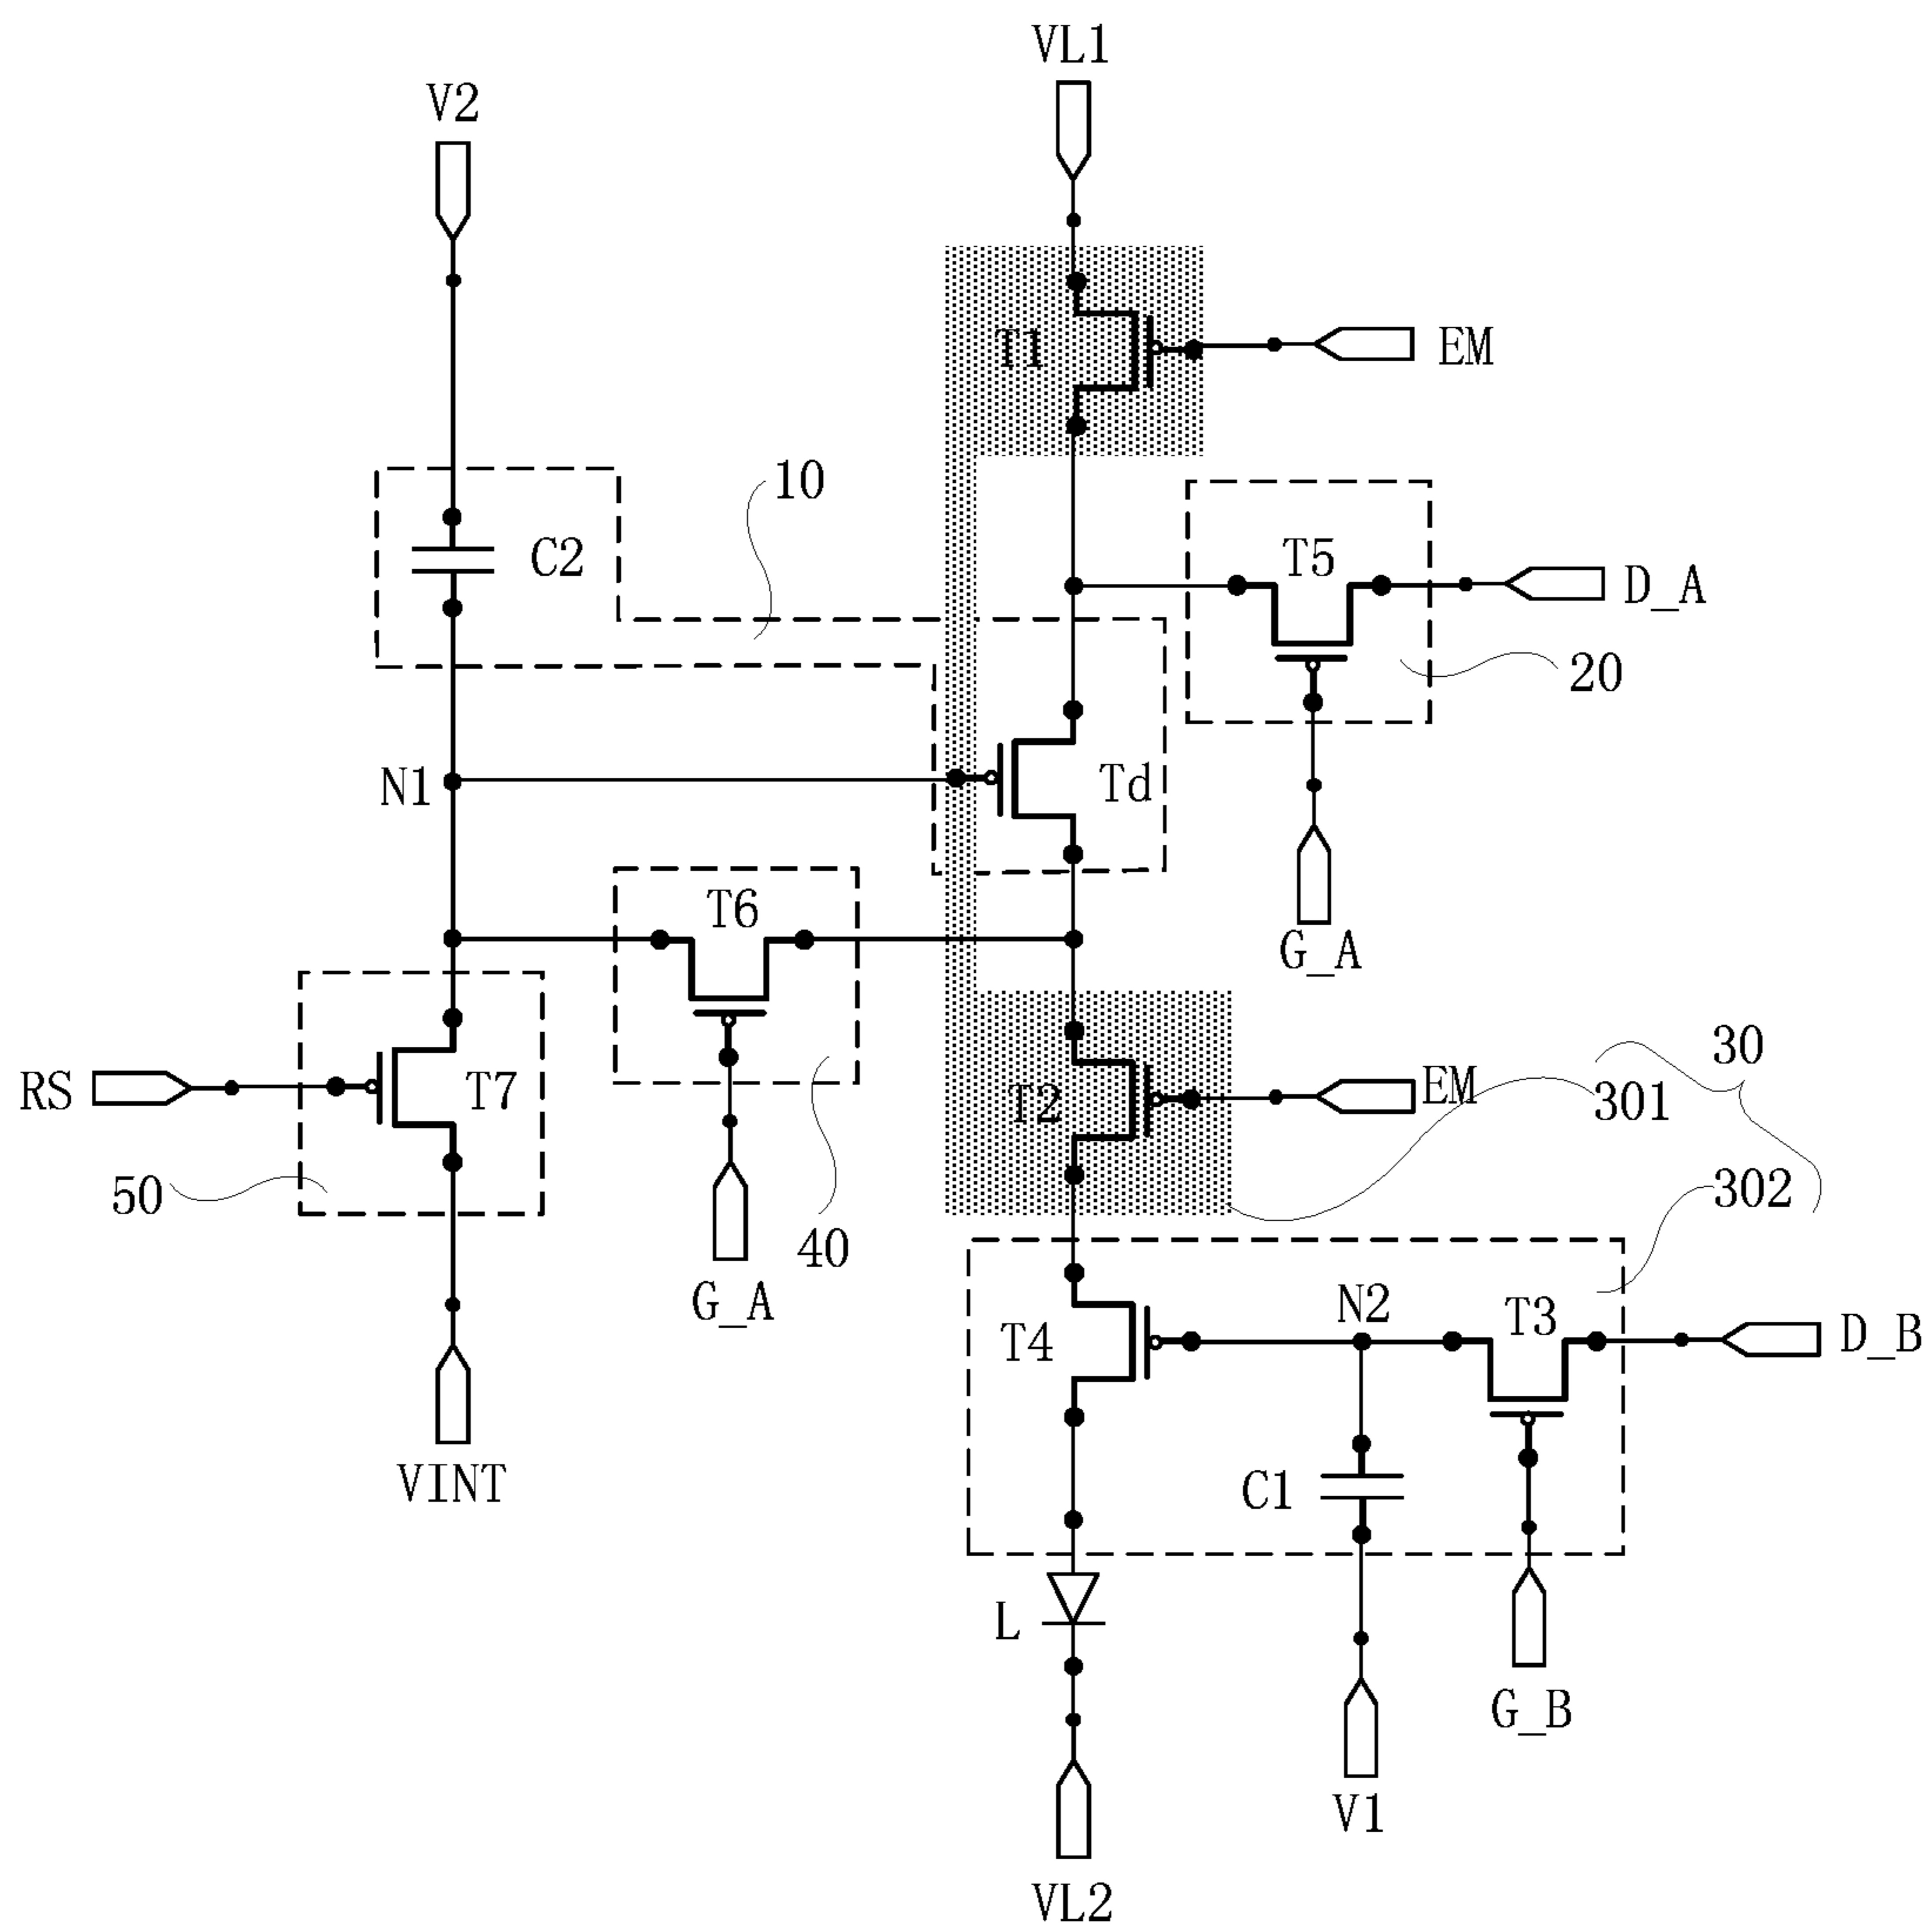 VL1
V2
T1
EM
10
C2
T5
D_A
20
N1
Td
T6
G_A
30
EM
301
RS
T7
T2
50
302
40
G_A
N2
T3
T4
D_B
VINT
C1
L
G_B
V1
VL2